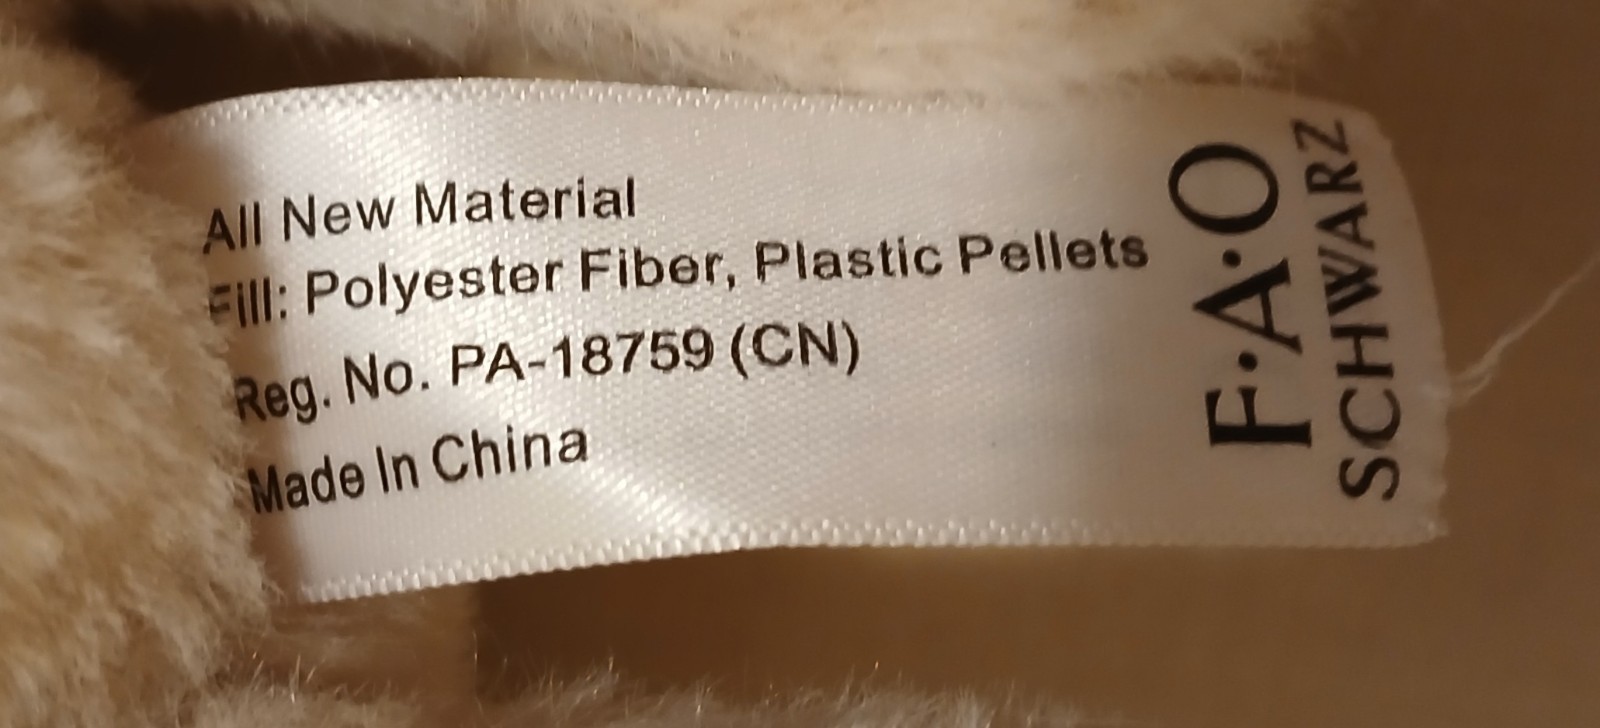 All New Material
Fill: Polyester Fiber, Plastic Pellets
Reg. No. PA-18759 (CN)
Made In China
F·A·O
SCHWARZ